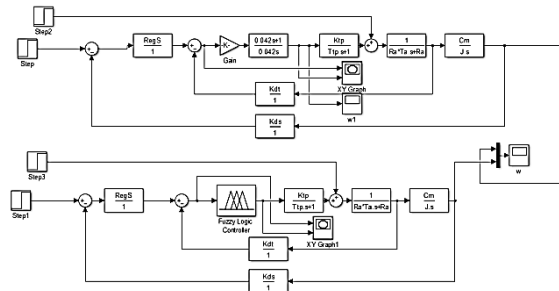 Step2
Step
RegS
1
K-
Gain
0.042s+1
0.042s
Ktp
Ttp.s+1
1
Ra*Ta.s+Ra
Cm
J.s
XY Graph
w1
Kdt
1
Kds
1
Step3
Step1
RegS
1
Fuzzy Logic
Controller
Ktp
Ttp.s+1
1
Ra*Ta.s+Ra
Cm
J.s
w
XY Graph1
Kdt
1
Kds
1